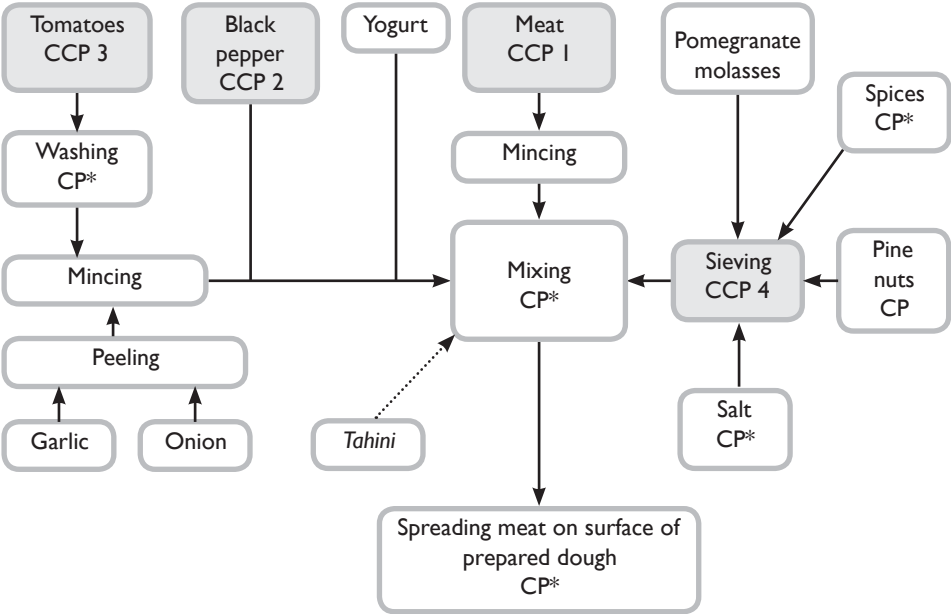 Tomatoes
CCP 3
Black
pepper
CCP 2
Yogurt
Meat
CCP 1
Pomegranate
molasses
Spices
CP*
Washing
CP*
Mincing
Mincing
Mixing
CP*
Sieving
CCP 4
Pine
nuts
CP
Peeling
Garlic
Onion
Tahini
Salt
CP*
Spreading meat on surface of
prepared dough
CP*